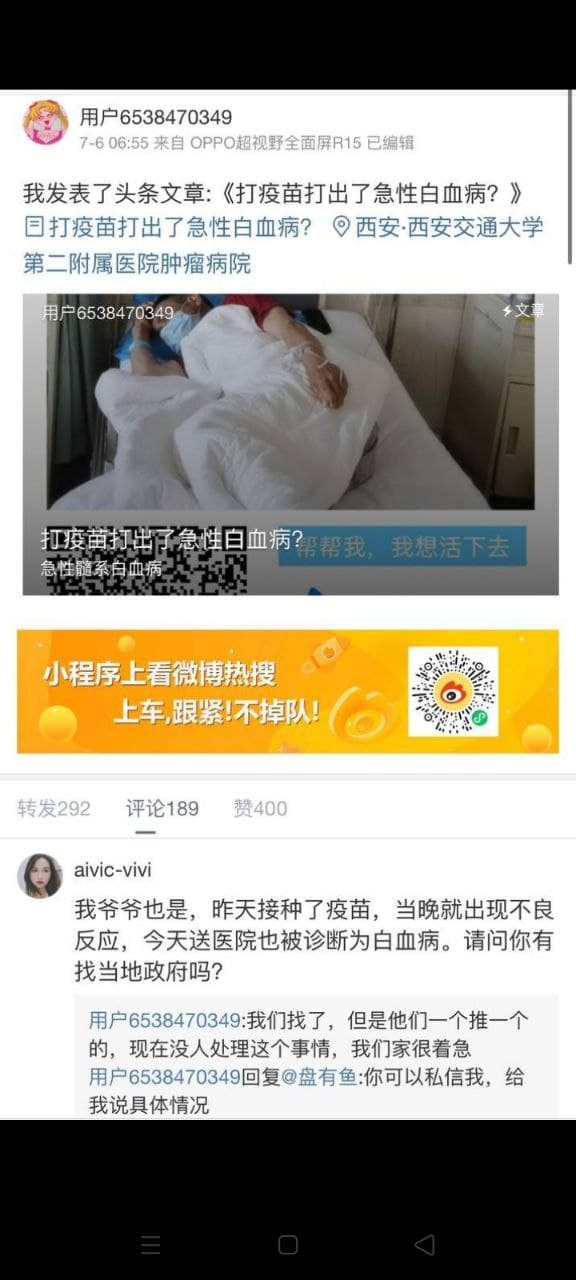 用户6538470349
7-6 06:55 来自 OPPO超视野全面屏R15 已编辑
我发表了头条文章:《打疫苗打出了急性白血病？》
打疫苗打出了急性白血病？ 西安·西安交通大学
第二附属医院肿瘤病院
用户6538470349
文章
打疫苗打出了急性白血病?
帮帮我，我想活下去
急性髓系白血病
小程序上看微博热搜
上车,跟紧!不掉队!
转发292 评论189 赞400
aivic-vivi
我爷爷也是，昨天接种了疫苗，当晚就出现不良
反应，今天送医院也被诊断为白血病。请问你有
找当地政府吗?
用户6538470349:我们找了，但是他们一个推一个
的，现在没人处理这个事情，我们家很着急
用户6538470349回复@盘有鱼:你可以私信我，给
我说具体情况